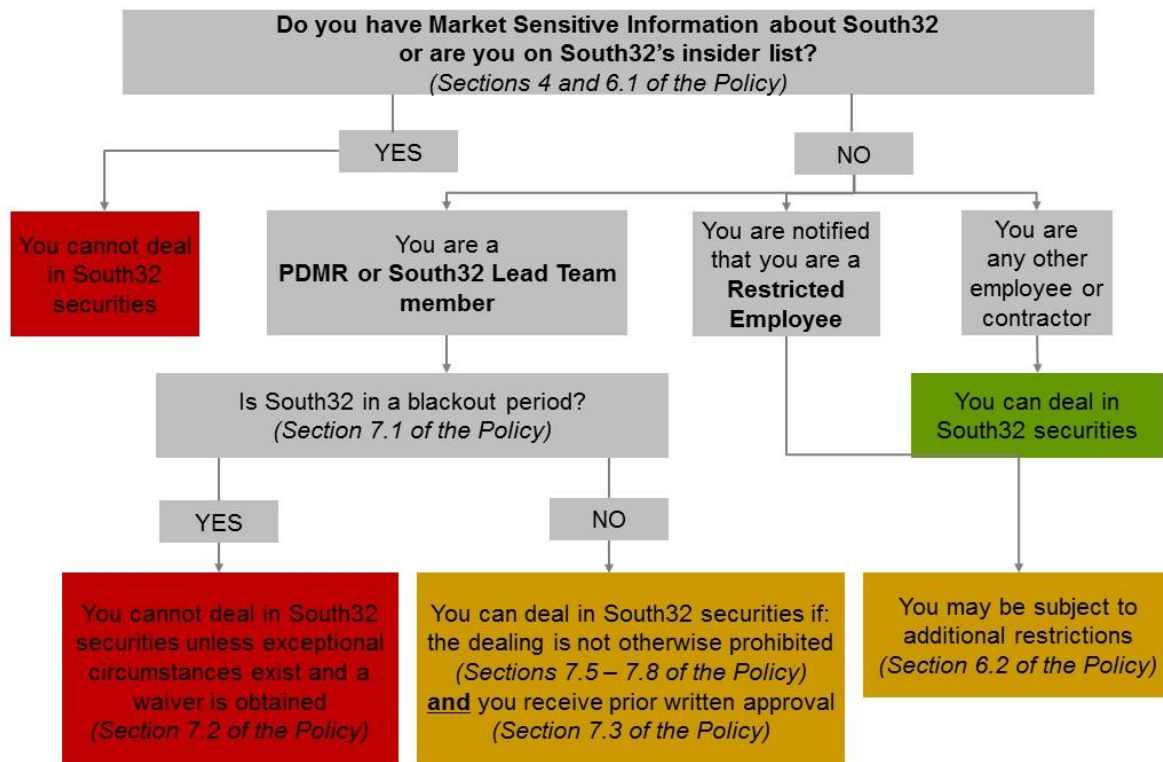 Do you have Market Sensitive Information about South32
or are you on South32's insider list?
(Sections 4 and 6.1 of the Policy)
YES
NO
You cannot deal
in South32
securities
You are a
PDMR or South32 Lead Team
member
You are notified
that you are a
Restricted
Employee
You are
any other
employee or
contractor
Is South32 in a blackout period?
(Section 7.1 of the Policy)
You can deal in
South32 securities
YES
NO
You cannot deal in South32
securities unless exceptional
circumstances exist and a
waiver is obtained
(Section 7.2 of the Policy)
You can deal in South32 securities if:
the dealing is not otherwise prohibited
(Sections 7.5 – 7.8 of the Policy)
and you receive prior written approval
(Section 7.3 of the Policy)
You may be subject to
additional restrictions
(Section 6.2 of the Policy)